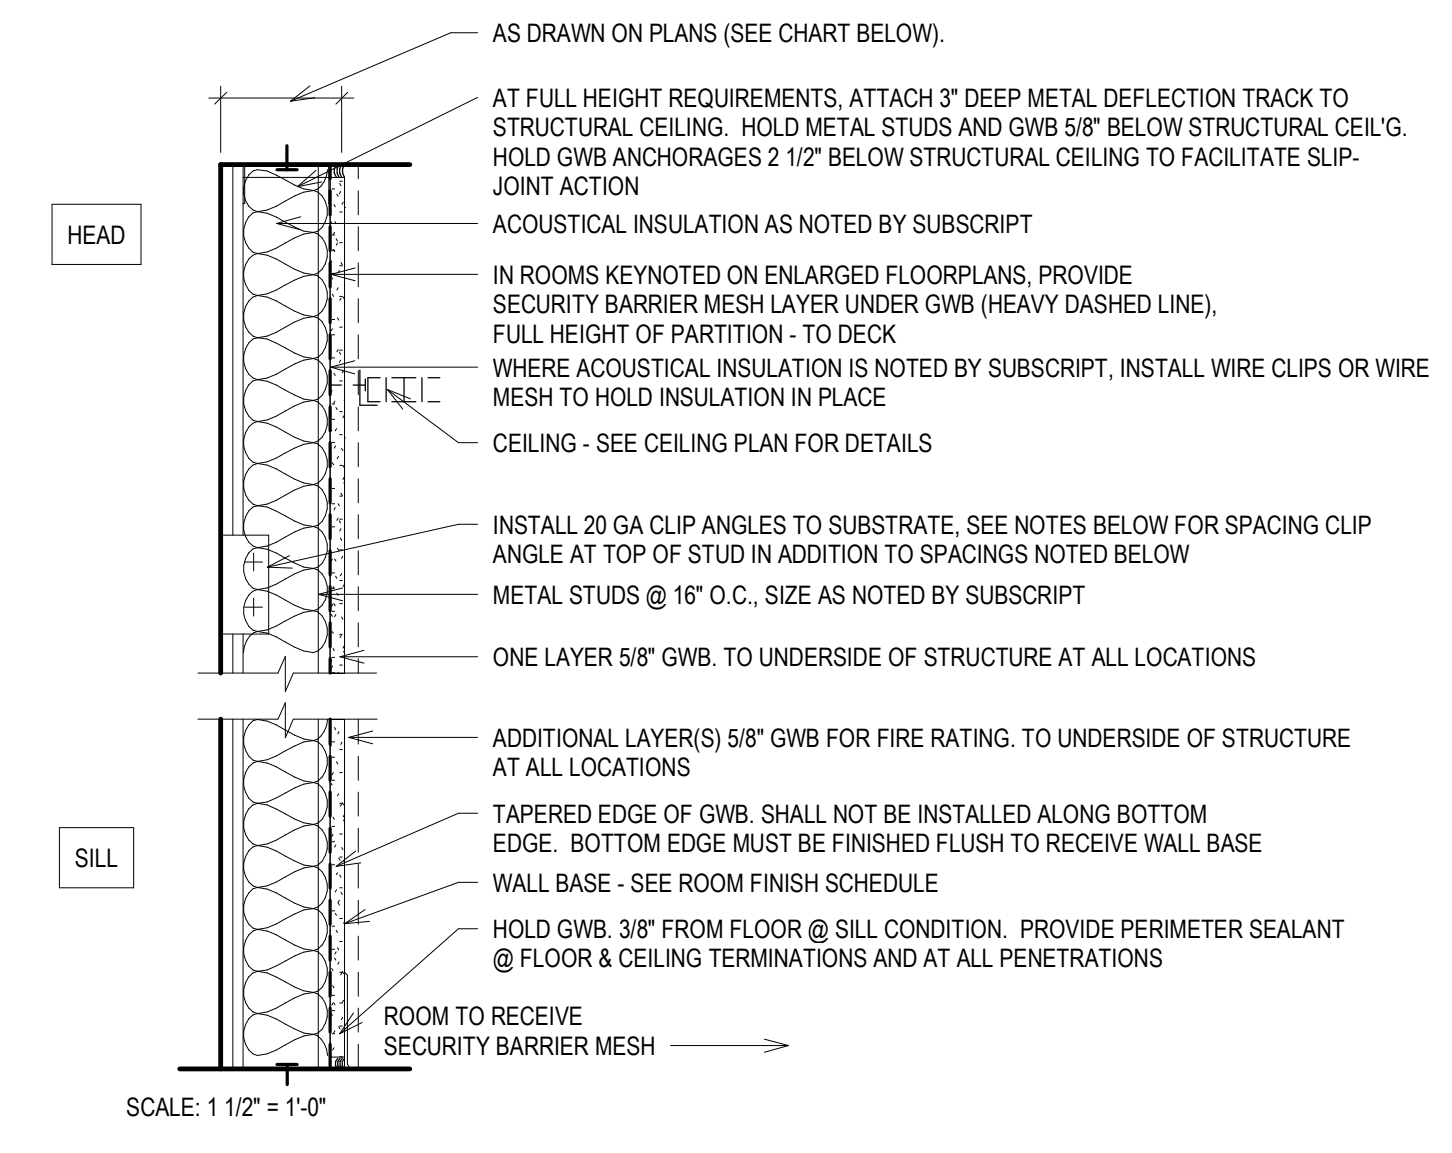 AS DRAWN ON PLANS (SEE CHART BELOW).
AT FULL HEIGHT REQUIREMENTS, ATTACH 3" DEEP METAL DEFLECTION TRACK TO
STRUCTURAL CEILING. HOLD METAL STUDS AND GWB 5/8" BELOW STRUCTURAL CEIL'G.
HOLD GWB ANCHORAGES 2 1/2" BELOW STRUCTURAL CEILING TO FACILITATE SLIP-
JOINT ACTION
HEAD
ACOUSTICAL INSULATION AS NOTED BY SUBSCRIPT
IN ROOMS KEYNOTED ON ENLARGED FLOORPLANS, PROVIDE
SECURITY BARRIER MESH LAYER UNDER GWB (HEAVY DASHED LINE),
FULL HEIGHT OF PARTITION - TO DECK
WHERE ACOUSTICAL INSULATION IS NOTED BY SUBSCRIPT, INSTALL WIRE CLIPS OR WIRE
MESH TO HOLD INSULATION IN PLACE
CEILING - SEE CEILING PLAN FOR DETAILS
INSTALL 20 GA CLIP ANGLES TO SUBSTRATE, SEE NOTES BELOW FOR SPACING CLIP
ANGLE AT TOP OF STUD IN ADDITION TO SPACINGS NOTED BELOW
METAL STUDS @ 16" O.C., SIZE AS NOTED BY SUBSCRIPT
ONE LAYER 5/8" GWB. TO UNDERSIDE OF STRUCTURE AT ALL LOCATIONS
ADDITIONAL LAYER(S) 5/8" GWB FOR FIRE RATING. TO UNDERSIDE OF STRUCTURE
AT ALL LOCATIONS
TAPERED EDGE OF GWB. SHALL NOT BE INSTALLED ALONG BOTTOM
EDGE. BOTTOM EDGE MUST BE FINISHED FLUSH TO RECEIVE WALL BASE
SILL
WALL BASE - SEE ROOM FINISH SCHEDULE
HOLD GWB. 3/8" FROM FLOOR @ SILL CONDITION. PROVIDE PERIMETER SEALANT
@ FLOOR & CEILING TERMINATIONS AND AT ALL PENETRATIONS
ROOM TO RECEIVE
SECURITY BARRIER MESH
SCALE: 1 1/2" = 1'-0"